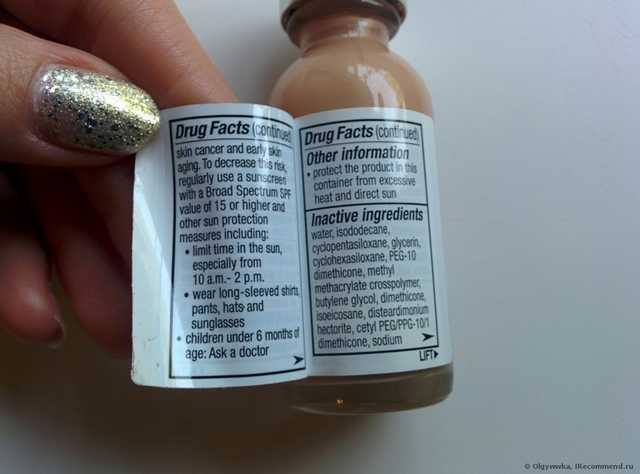 Drug Facts (continued)
skin cancer and early skin
aging. To decrease this risk,
regularly use a sunscreen
with a Broad Spectrum SPF
value of 15 or higher and
other sun protection
measures including:
• limit time in the sun,
especially from
10 a.m.- 2 p.m.
• wear long-sleeved shirts,
pants, hats and
sunglasses
• children under 6 months of
age: Ask a doctor
Drug Facts (continued)
Other information
• protect the product in this
container from excessive
heat and direct sun
Inactive ingredients
water, isododecane,
cyclopentasiloxane, glycerin,
cyclohexasiloxane, PEG-10
dimethicone, methyl
methacrylate crosspolymer,
butylene glycol, dimethicone,
isoeicosane, disteardimonium
hectorite, cetyl PEG/PPG-10/1
dimethicone, sodium
LIFT
© Olgywwka, IRecommend.ru